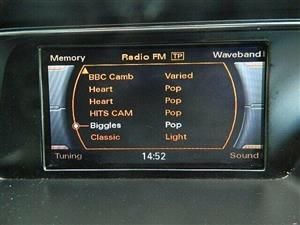 Memory Radio FM TP Waveband
BBC Camb Varied
Heart Pop
Heart Pop
HITS CAM Pop
Biggles Pop
Classic Light
Tuning 14:52 Sound